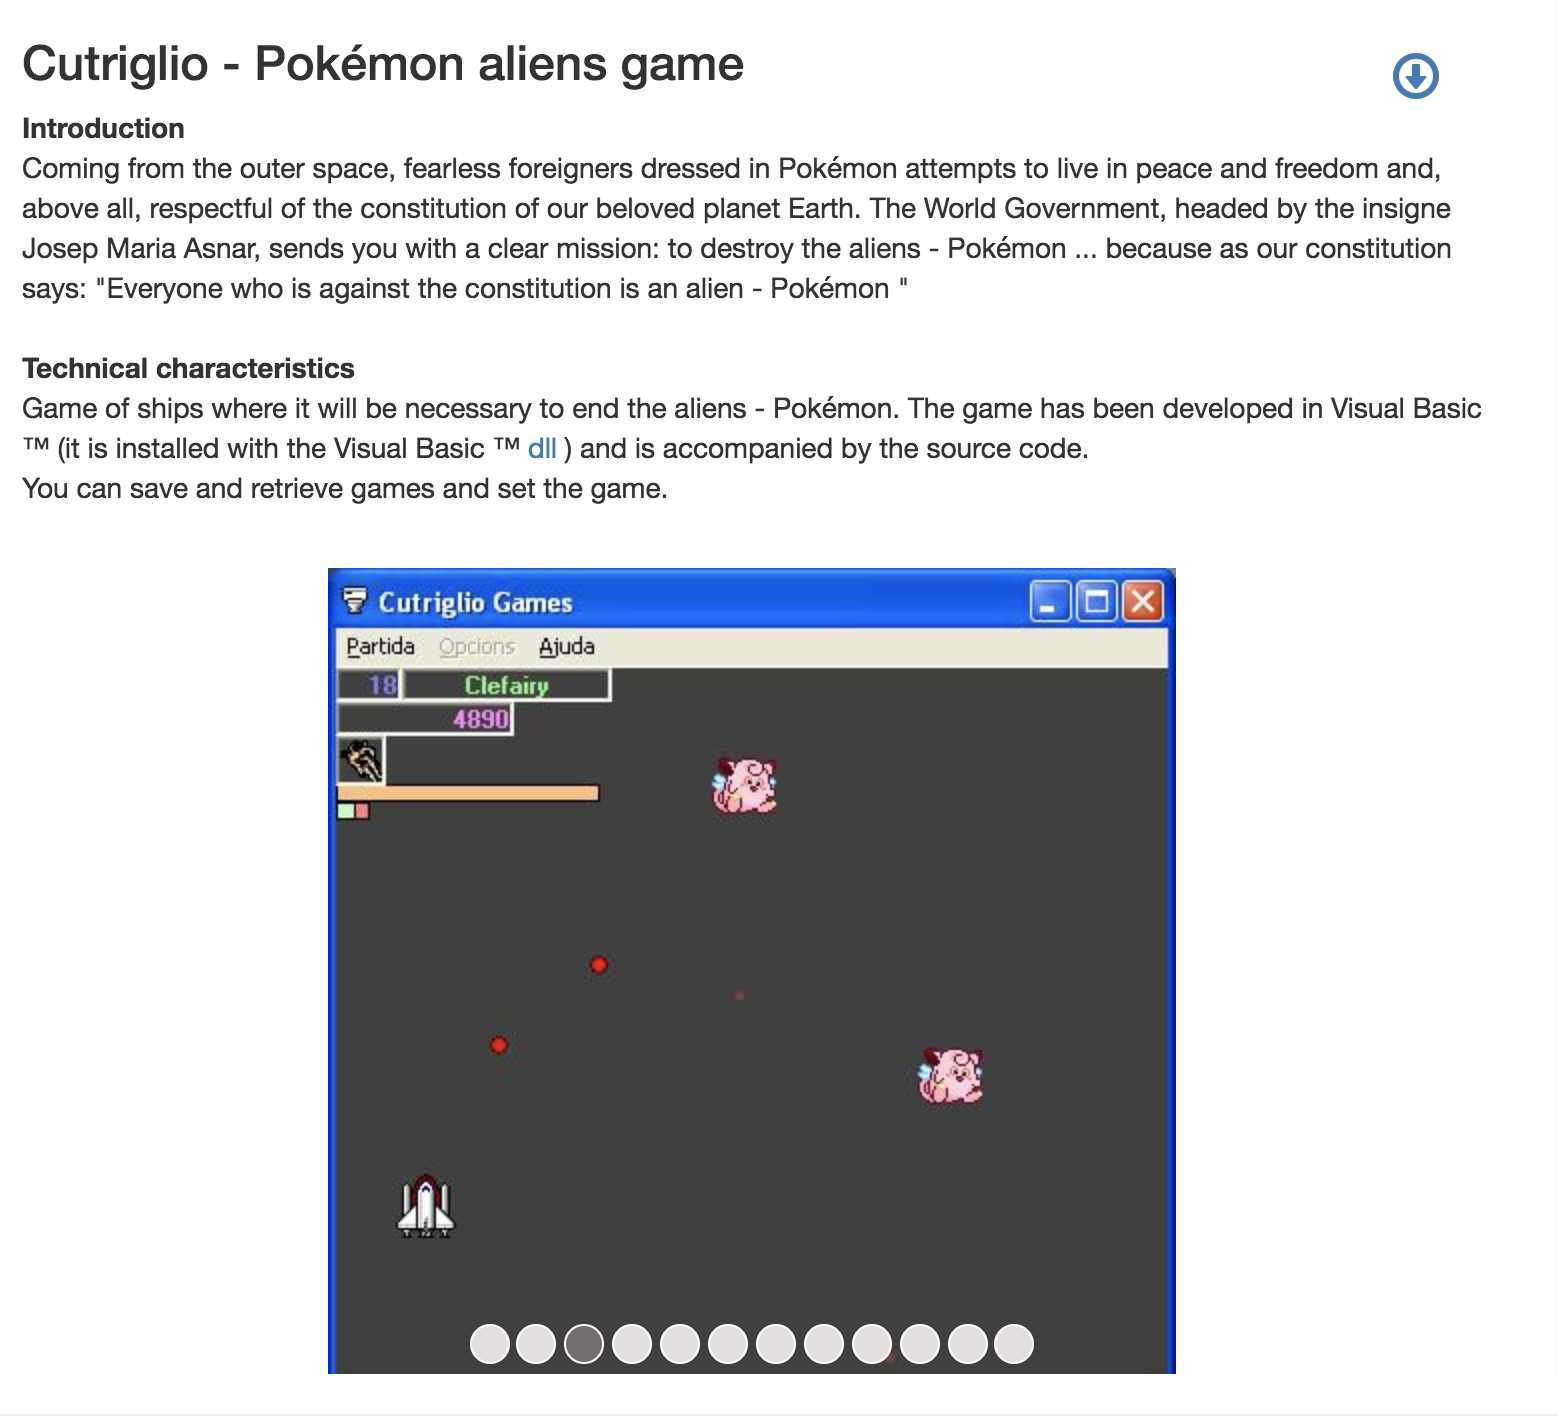 Cutriglio - Pokémon aliens game
Introduction
Coming from the outer space, fearless foreigners dressed in Pokémon attempts to live in peace and freedom and,
above all, respectful of the constitution of our beloved planet Earth. The World Government, headed by the insigne
Josep Maria Asnar, sends you with a clear mission: to destroy the aliens - Pokémon ... because as our constitution
says: "Everyone who is against the constitution is an alien - Pokémon "
Technical characteristics
Game of ships where it will be necessary to end the aliens - Pokémon. The game has been developed in Visual Basic
™ (it is installed with the Visual Basic ™ dll ) and is accompanied by the source code.
You can save and retrieve games and set the game.
Cutriglio Games
Partida Opcions Ajuda
18 Clefairy
4890